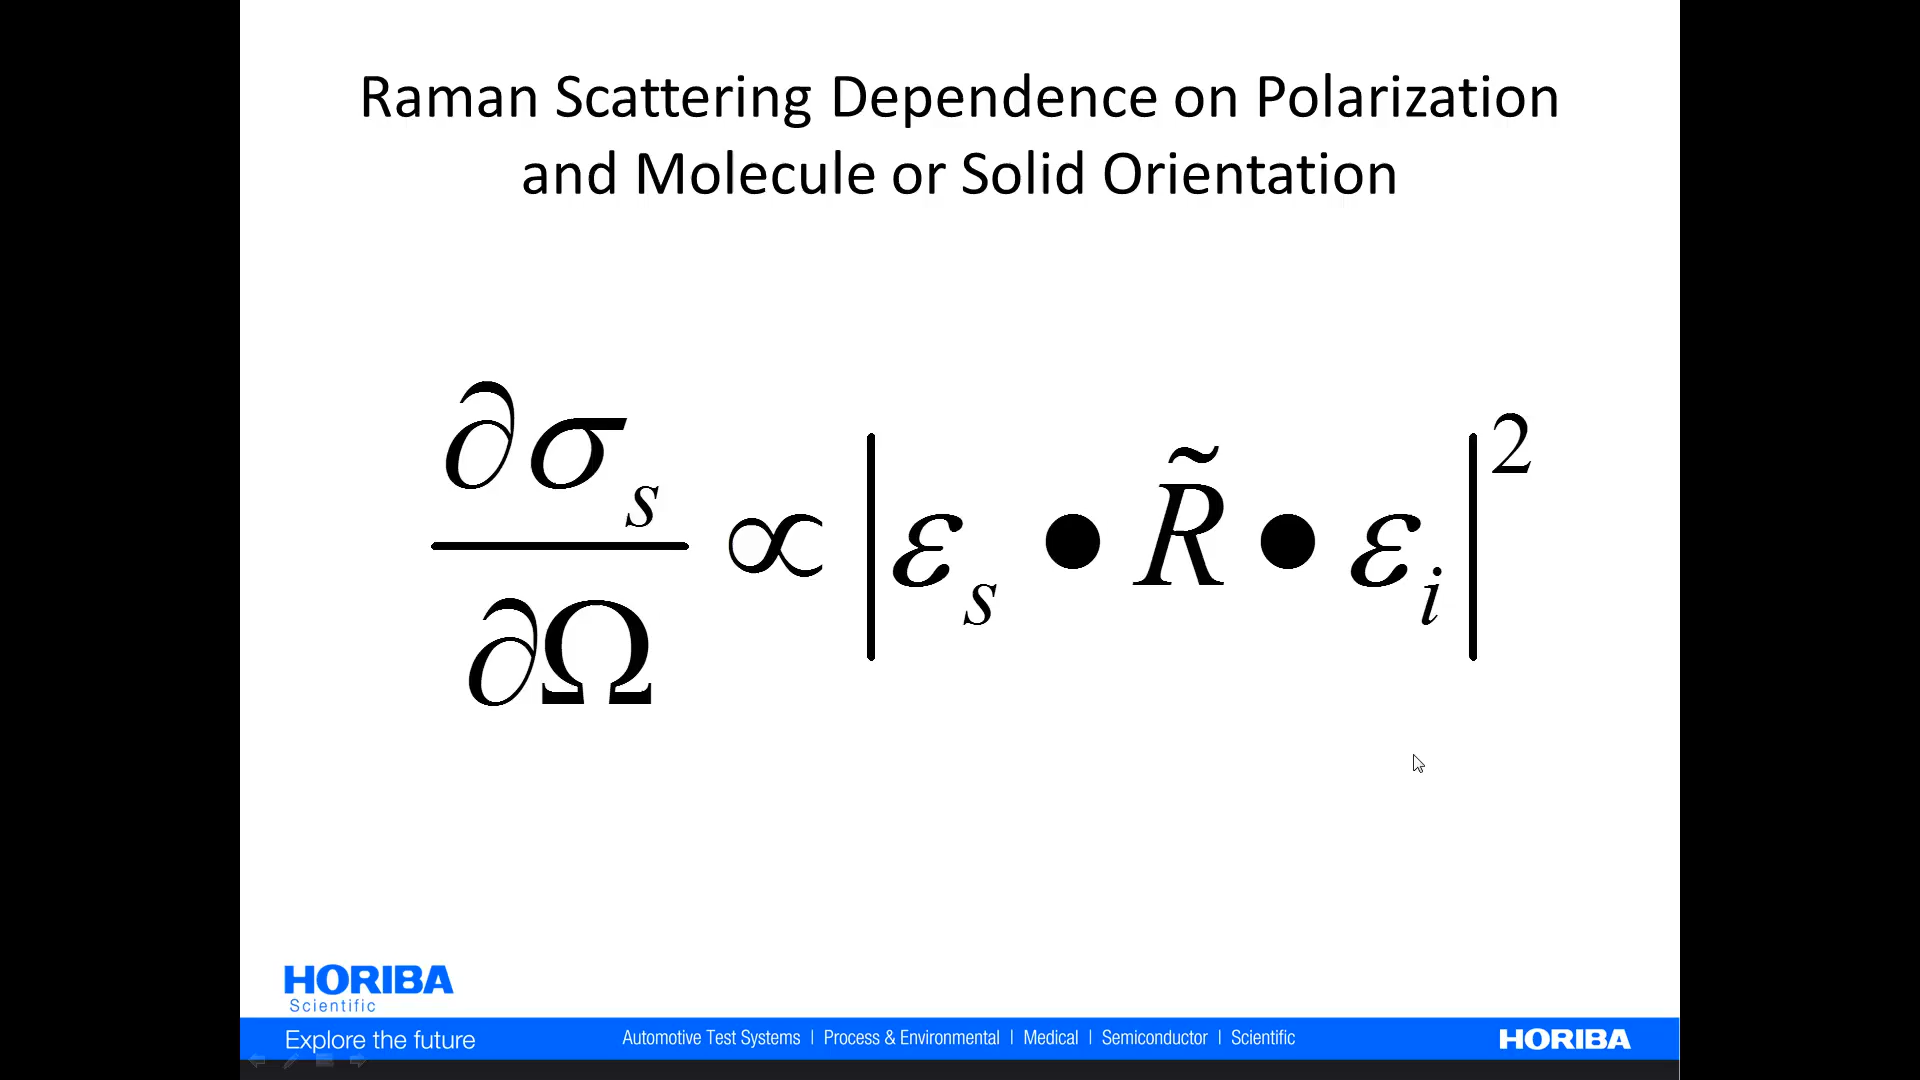 Raman Scattering Dependence on Polarization
and Molecule or Solid Orientation
∂σ_s / ∂Ω ∝ |ε_s • R̃ • ε_i|²
HORIBA
Scientific
Explore the future
Automotive Test Systems | Process & Environmental | Medical | Semiconductor | Scientific
HORIBA